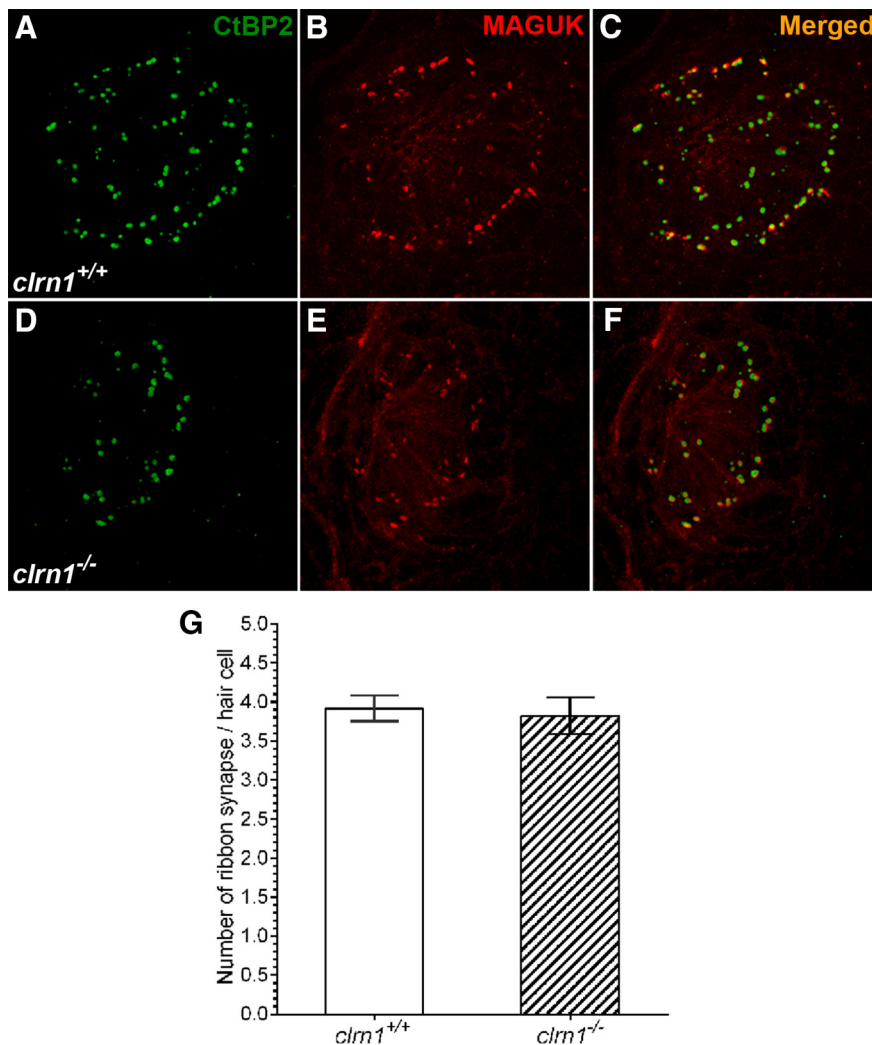 A CtBP2 B MAGUK C Merged
clrn1+/+
D E F
clrn1-/-
G
Number of ribbon synapse / hair cell
5.0
4.5
4.0
3.5
3.0
2.5
2.0
1.5
1.0
0.5
0.0
clrn1+/+ clrn1-/-